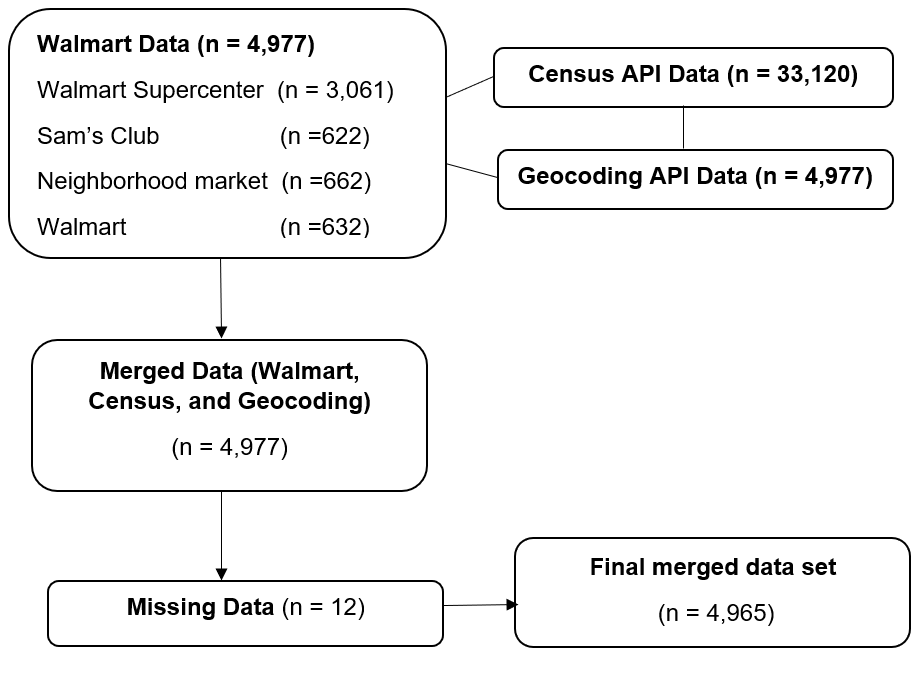 Walmart Data (n = 4,977)
Walmart Supercenter (n = 3,061)
Sam’s Club (n =622)
Neighborhood market (n =662)
Walmart (n =632)
Census API Data (n = 33,120)
Geocoding API Data (n = 4,977)
Merged Data (Walmart,
Census, and Geocoding)
(n = 4,977)
Missing Data (n = 12)
Final merged data set
(n = 4,965)